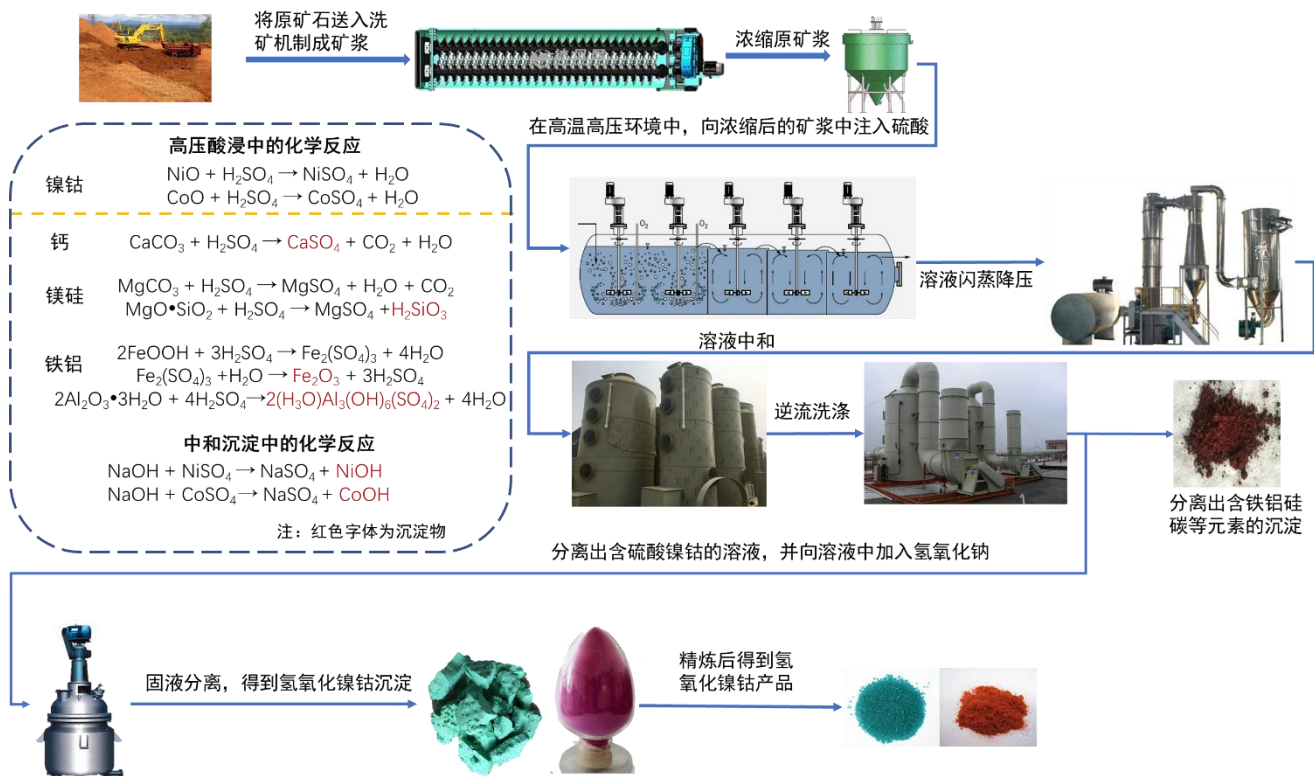 将原矿石送入洗
矿机制成矿浆
浓缩原矿浆
在高温高压环境中，向浓缩后的矿浆中注入硫酸
高压酸浸中的化学反应
镍钴
NiO + H₂SO₄ → NiSO₄ + H₂O
CoO + H₂SO₄ → CoSO₄ + H₂O
钙
CaCO₃ + H₂SO₄ → CaSO₄ + CO₂ + H₂O
镁硅
MgCO₃ + H₂SO₄ → MgSO₄ + H₂O + CO₂
MgO•SiO₂ + H₂SO₄ → MgSO₄ +H₂SiO₃
铁铝
2FeOOH + 3H₂SO₄ → Fe₂(SO₄)₃ + 4H₂O
Fe₂(SO₄)₃ +H₂O → Fe₂O₃ + 3H₂SO₄
2Al₂O₃•3H₂O + 4H₂SO₄→2(H₃O)Al₃(OH)₆(SO₄)₂ + 4H₂O
中和沉淀中的化学反应
NaOH + NiSO₄→ NaSO₄ + NiOH
NaOH + CoSO₄→ NaSO₄ + CoOH
注：红色字体为沉淀物
O₂
O₂
溶液闪蒸降压
溶液中和
逆流洗涤
分离出含铁铝硅
碳等元素的沉淀
分离出含硫酸镍钴的溶液，并向溶液中加入氢氧化钠
固液分离，得到氢氧化镍钴沉淀
精炼后得到氢
氧化镍钴产品